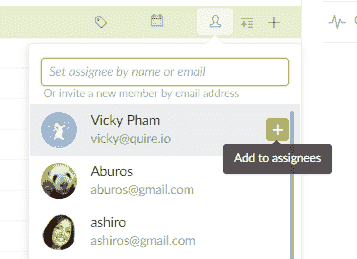 Set assignee by name or email
Or invite a new member by email address
Vicky Pham
vicky@quire.io
Add to assignees
Aburos
aburos@gmail.com
ashiro
ashiros@gmail.com